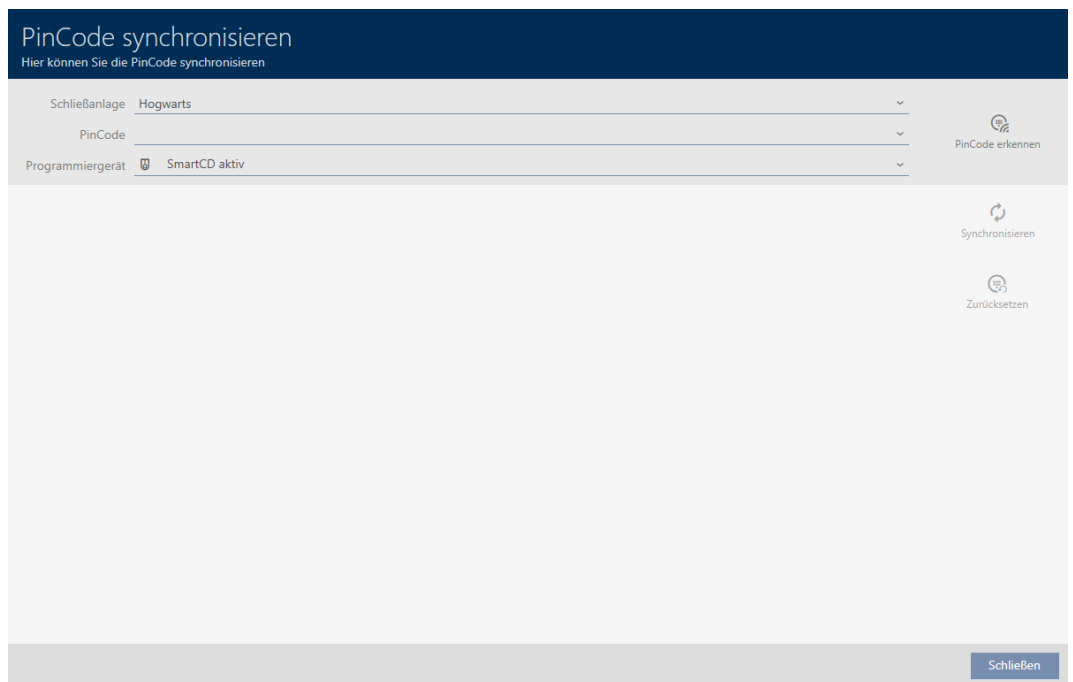 PinCode synchronisieren
Hier können Sie die PinCode synchronisieren
Schließanlage Hogwarts
PinCode
PinCode erkennen
Programmiergerät SmartCD aktiv
Synchronisieren
Zurücksetzen
Schließen